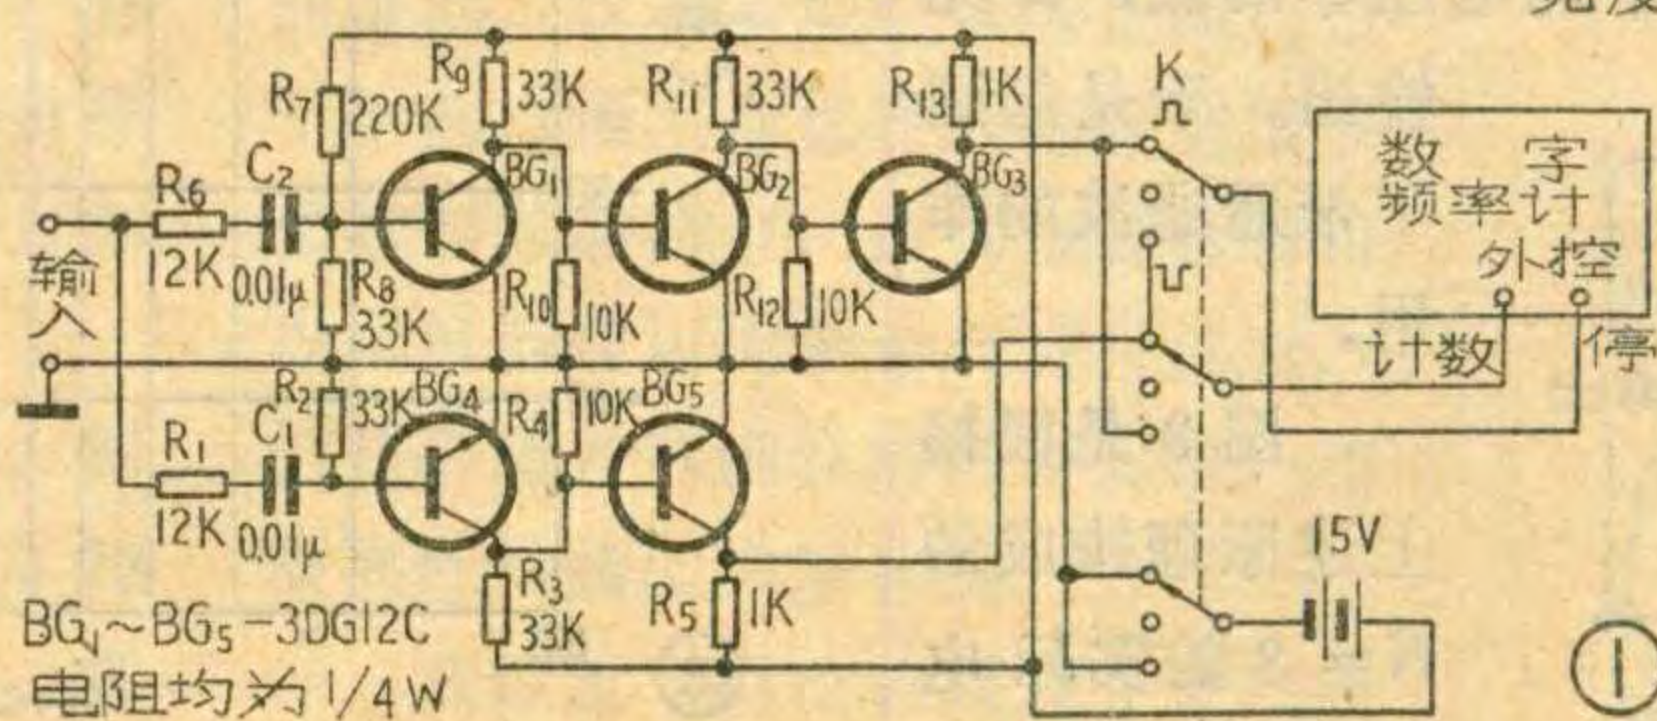 R₉ 33K
R₁₁ 33K
R₁₃ 1K
K
R₇ 220K
BG₁
BG₂
BG₃
R₆ 12K
C₂ 0.01μ
输入
R₈ 33K
R₁₀ 10K
R₁₂ 10K
数 字
频率计
外控
计数
停
R₂ 33K
BG₄
R₄ 10K
BG₅
R₁ 12K
C₁ 0.01μ
R₃ 33K
R₅ 1K
15V
BG₁~BG₅-3DG12C
电阻均为 1/4W
①